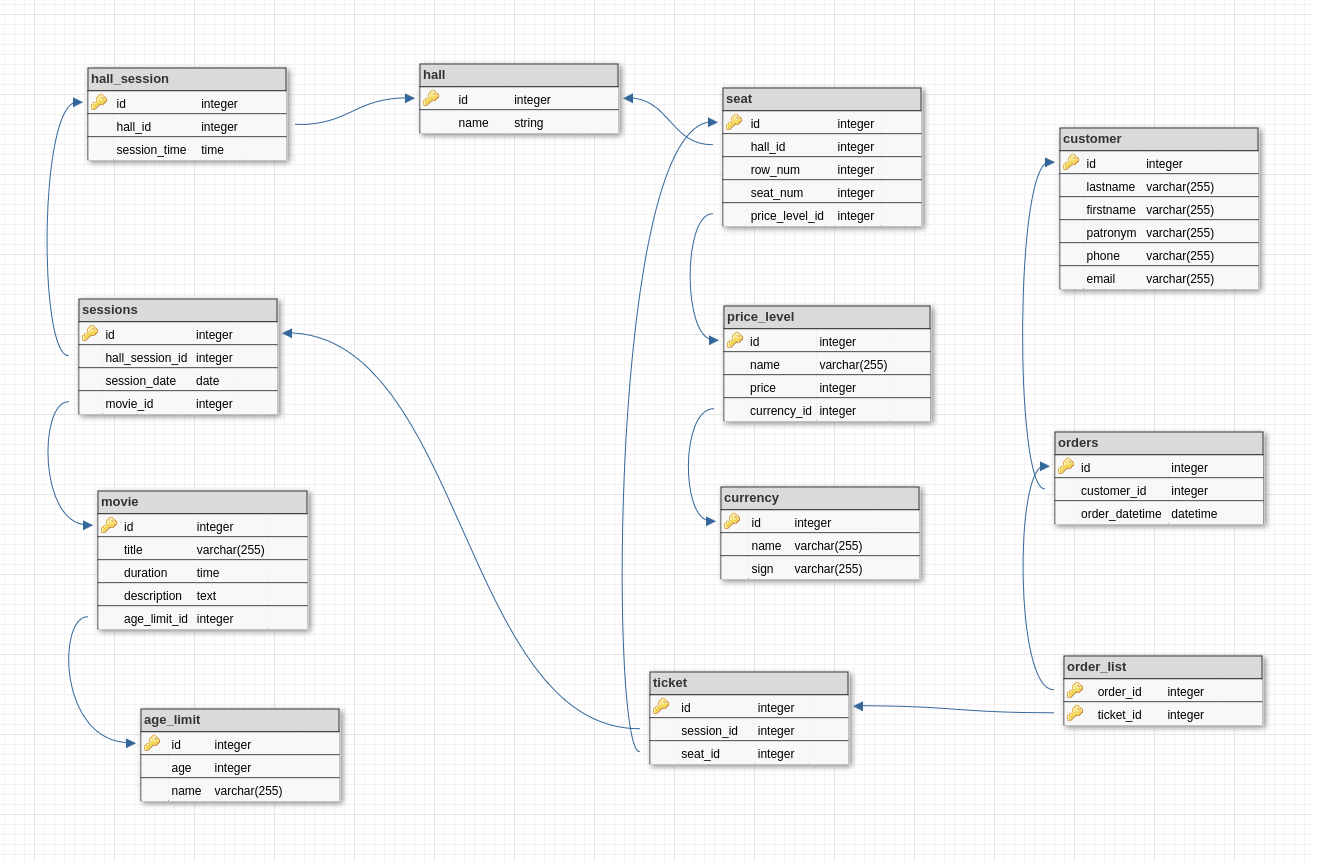 hall_session
id integer
hall_id integer
session_time time
hall
id integer
name string
seat
id integer
hall_id integer
row_num integer
seat_num integer
price_level_id integer
customer
id integer
lastname varchar(255)
firstname varchar(255)
patronym varchar(255)
phone varchar(255)
email varchar(255)
sessions
id integer
hall_session_id integer
session_date date
movie_id integer
price_level
id integer
name varchar(255)
price integer
currency_id integer
orders
id integer
customer_id integer
order_datetime datetime
movie
id integer
title varchar(255)
duration time
description text
age_limit_id integer
currency
id integer
name varchar(255)
sign varchar(255)
order_list
order_id integer
ticket_id integer
ticket
id integer
session_id integer
seat_id integer
age_limit
id integer
age integer
name varchar(255)